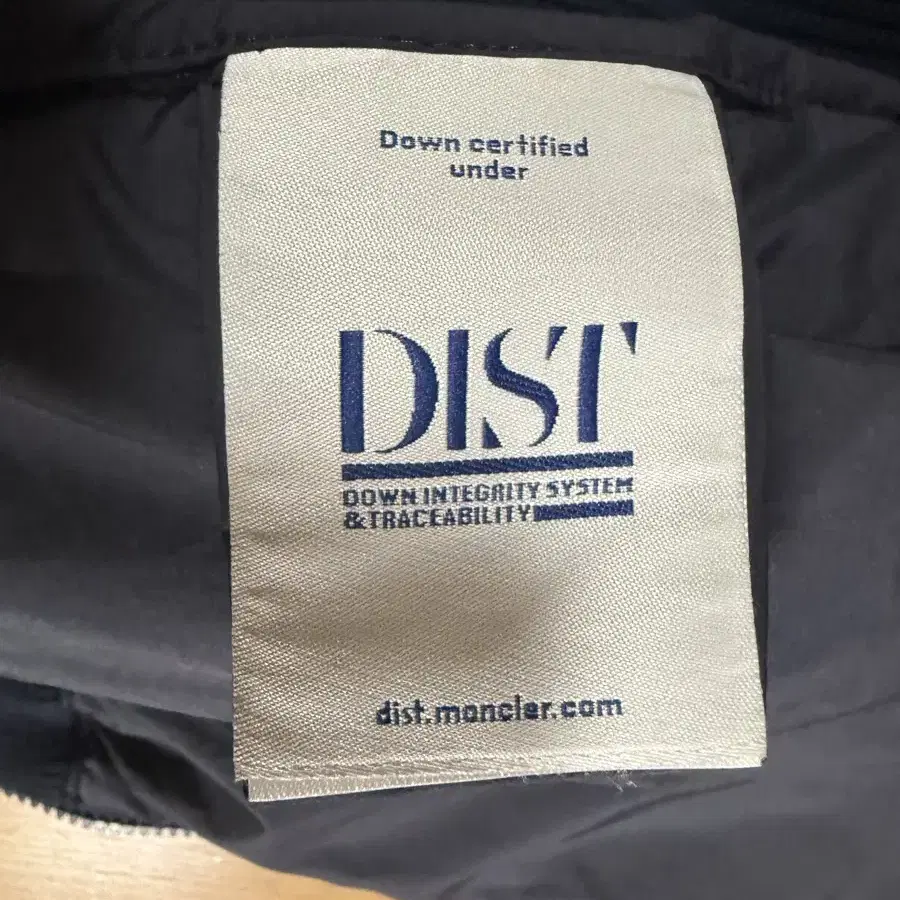 Down certified
under
DIST
DOWN INTEGRITY SYSTEM
&TRACEABILITY
dist.moncler.com